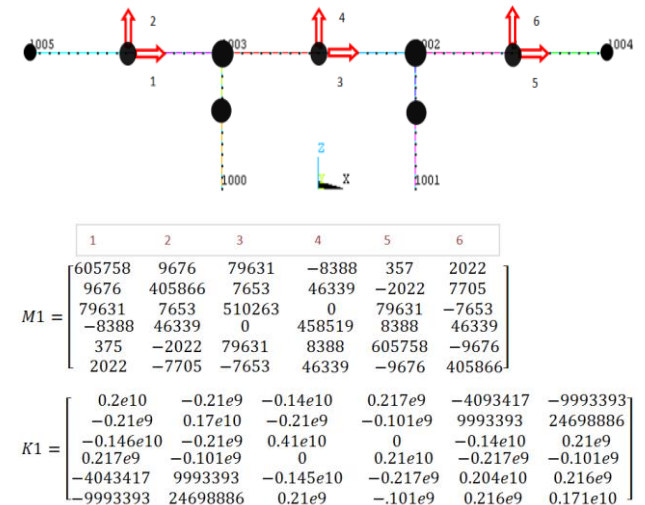 2 4 6
1005 1003 1002 1004
1 3 5
Z
X
1000 1001
1 2 3 4 5 6
605758 9676 79631 −8388 357 2022
9676 405866 7653 46339 −2022 7705
M1 = 79631 7653 510263 0 79631 −7653
−8388 46339 0 458519 8388 46339
375 −2022 79631 8388 605758 −9676
2022 −7705 −7653 46339 −9676 405866
0.2e10 −0.21e9 −0.14e10 0.217e9 −4093417 −9993393
−0.21e9 0.17e10 −0.21e9 −0.101e9 9993393 24698886
K1 = −0.146e10 −0.21e9 0.41e10 0 −0.14e10 0.21e9
0.217e9 −0.101e9 0 0.21e10 −0.217e9 −0.101e9
−4043417 9993393 −0.145e10 −0.217e9 0.204e10 0.216e9
−9993393 24698886 0.21e9 −.101e9 0.216e9 0.171e10